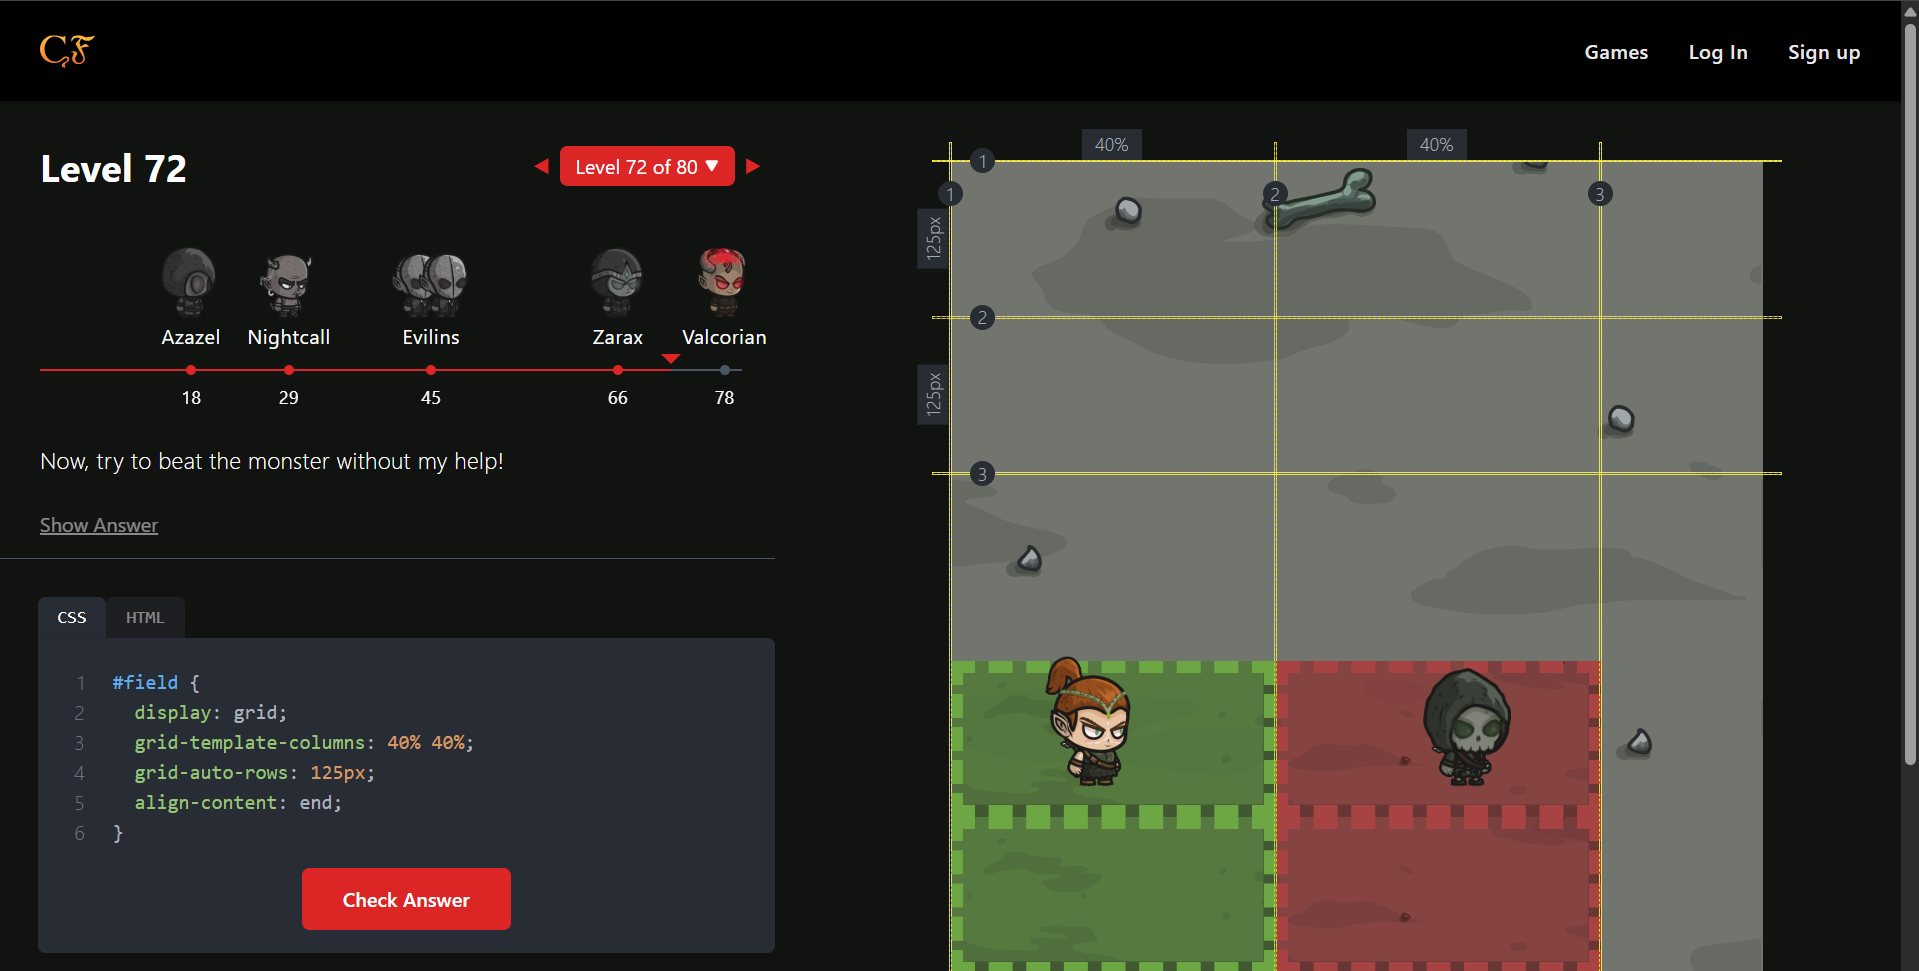 CF
Games
Log In
Sign up
Level 72
Level 72 of 80 ▼
Azazel
Nightcall
Evilins
Zarax
Valcorian
18
29
45
66
78
Now, try to beat the monster without my help!
Show Answer
CSS
HTML
1 #field {
2 display: grid;
3 grid-template-columns: 40% 40%;
4 grid-auto-rows: 125px;
5 align-content: end;
6 }
Check Answer
40%
40%
1
1
2
3
125px
2
125px
3